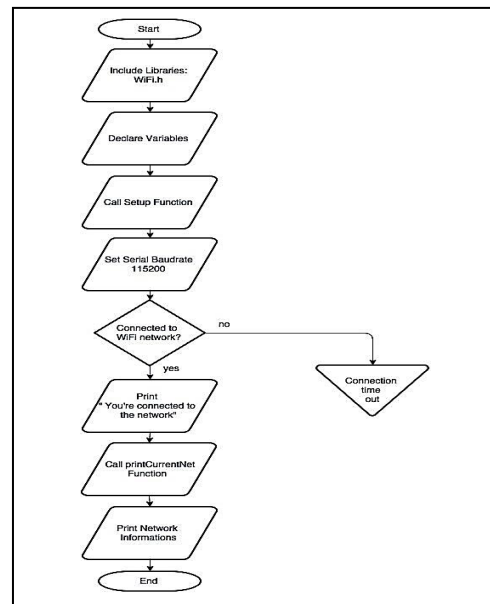 Start
Include Libraries:
WiFi.h
Declare Variables
Call Setup Function
Set Serial Baudrate
115200
Connected to
WiFi network?
no
yes
Connection
time
out
Print
" You're connected to
the network"
Call printCurrentNet
Function
Print Network
Informations
End